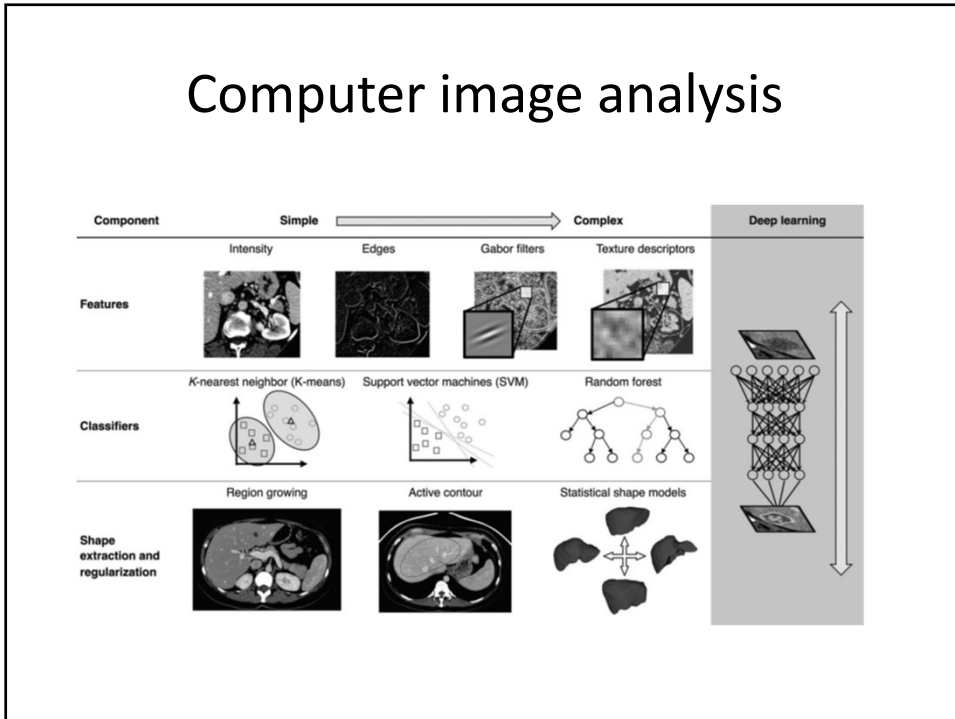 Computer image analysis
Component Simple Complex Deep learning
Intensity Edges Gabor filters Texture descriptors
Features
K-nearest neighbor (K-means) Support vector machines (SVM) Random forest
Classifiers
Region growing Active contour Statistical shape models
Shape
extraction and
regularization